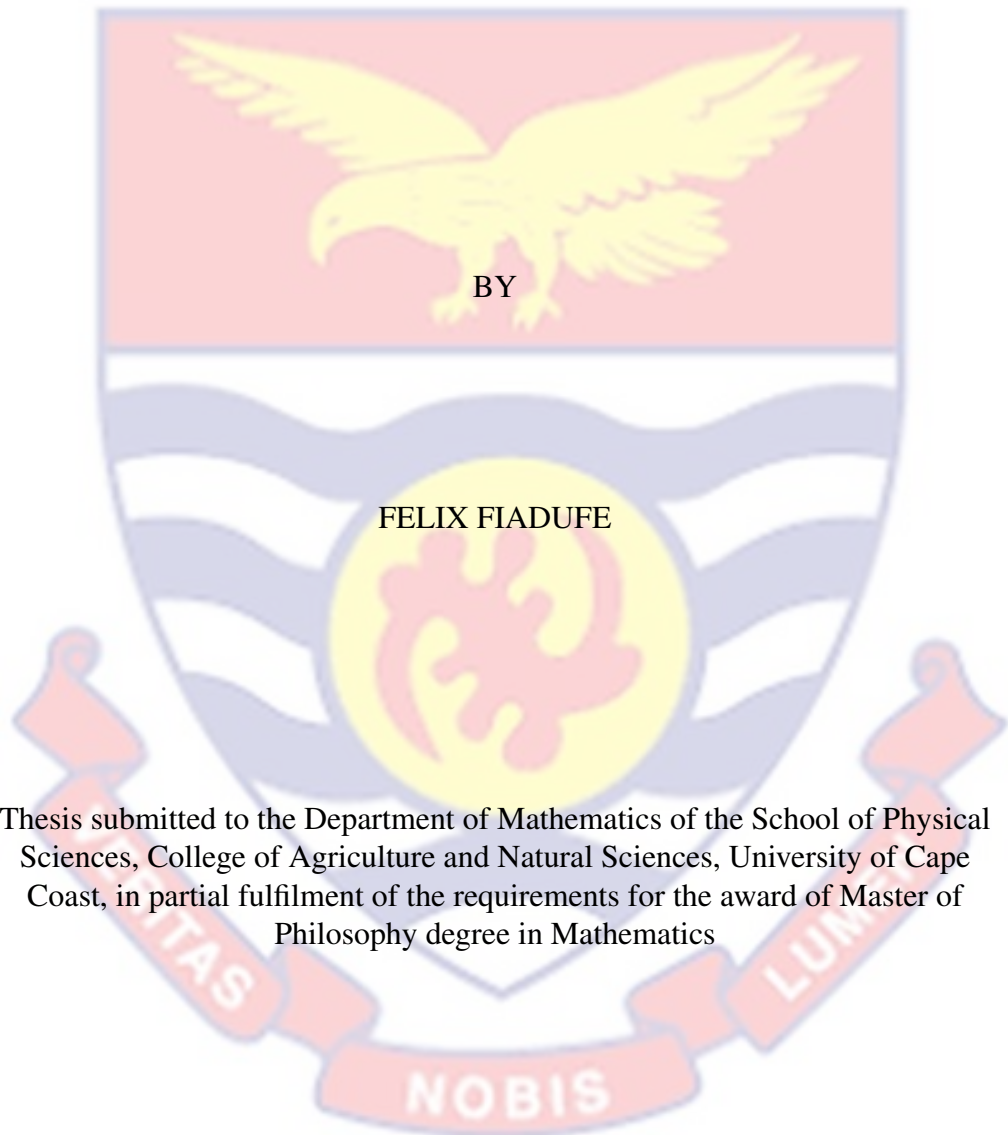 BY
FELIX FIADUFE
Thesis submitted to the Department of Mathematics of the School of Physical
Sciences, College of Agriculture and Natural Sciences, University of Cape
Coast, in partial fulfilment of the requirements for the award of Master of
Philosophy degree in Mathematics
VERITAS
NOBIS
LUMEN